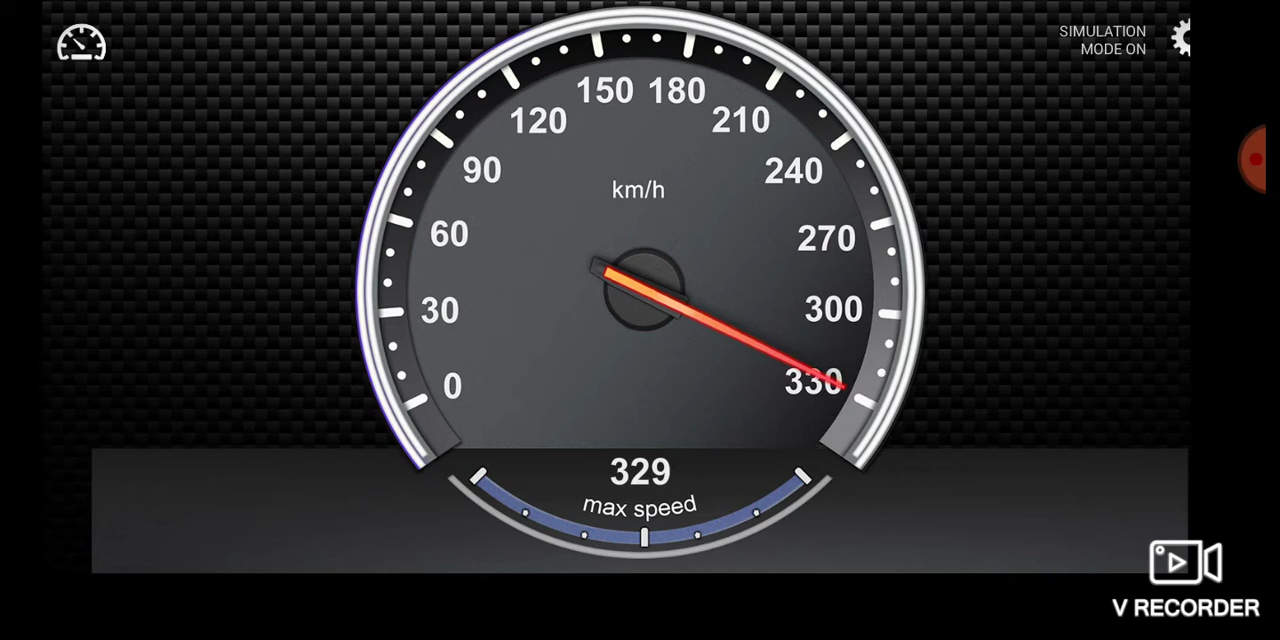 SIMULATION
MODE ON
150 180
120
210
90
240
km/h
60
270
30
300
0
330
329
max speed
V RECORDER